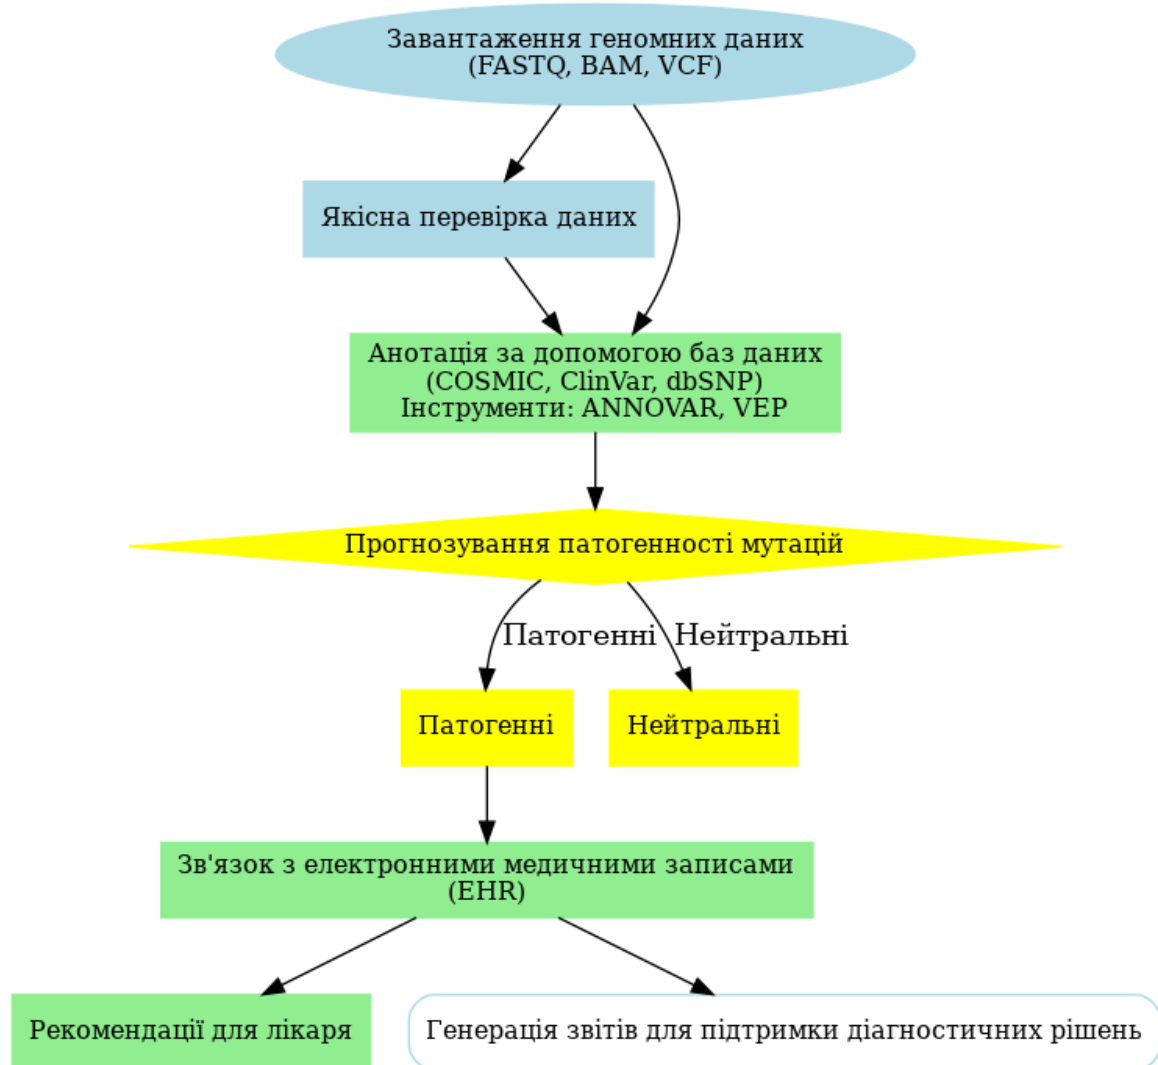 Завантаження геномних даних
(FASTQ, BAM, VCF)
Якісна перевірка даних
Анотація за допомогою баз даних
(COSMIC, ClinVar, dbSNP)
Інструменти: ANNOVAR, VEP
Прогнозування патогенності мутацій
Патогенні
Нейтральні
Патогенні
Нейтральні
Зв'язок з електронними медичними записами
(EHR)
Рекомендації для лікаря
Генерація звітів для підтримки діагностичних рішень